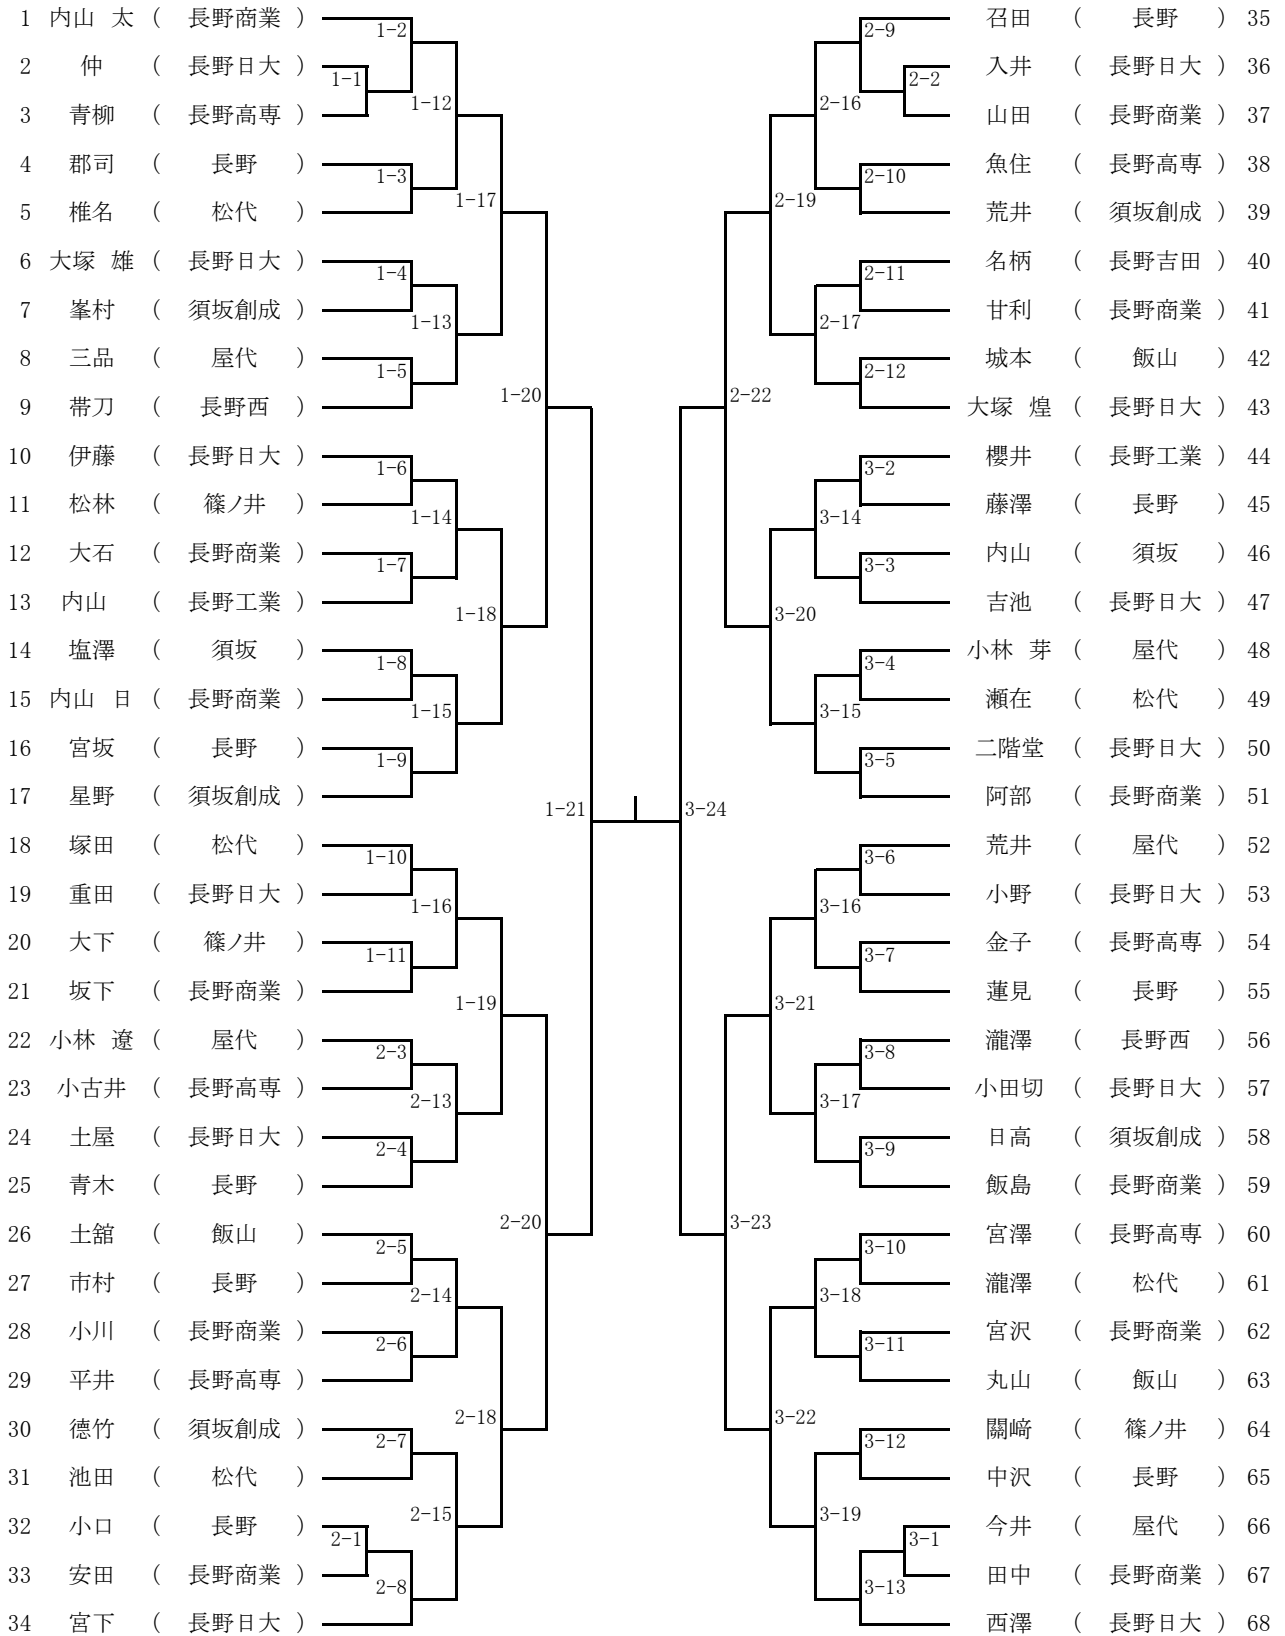 1 内山 太 ( 長野商業 )
1-2
2 仲 ( 長野日大 )
1-1
1-12
3 青柳 ( 長野高専 )
4 郡司 ( 長野 )
1-3
1-17
5 椎名 ( 松代 )
6 大塚 雄 ( 長野日大 )
1-4
7 峯村 ( 須坂創成 )
1-13
8 三品 ( 屋代 )
1-5
1-20
9 帯刀 ( 長野西 )
10 伊藤 ( 長野日大 )
1-6
11 松林 ( 篠ノ井 )
1-14
12 大石 ( 長野商業 )
1-7
13 内山 ( 長野工業 )
1-18
14 塩澤 ( 須坂 )
1-8
15 内山 日 ( 長野商業 )
1-15
16 宮坂 ( 長野 )
1-9
17 星野 ( 須坂創成 )
1-21
18 塚田 ( 松代 )
1-10
19 重田 ( 長野日大 )
1-16
20 大下 ( 篠ノ井 )
1-11
21 坂下 ( 長野商業 )
1-19
22 小林 遼 ( 屋代 )
2-3
23 小古井 ( 長野高専 )
2-13
24 土屋 ( 長野日大 )
2-4
25 青木 ( 長野 )
2-20
26 土舘 ( 飯山 )
2-5
27 市村 ( 長野 )
2-14
28 小川 ( 長野商業 )
2-6
29 平井 ( 長野高専 )
2-18
30 德竹 ( 須坂創成 )
2-7
31 池田 ( 松代 )
2-15
32 小口 ( 長野 )
2-1
33 安田 ( 長野商業 )
2-8
34 宮下 ( 長野日大 )
召田 ( 長野 ) 35
2-9
入井 ( 長野日大 ) 36
2-2
2-16
山田 ( 長野商業 ) 37
魚住 ( 長野高専 ) 38
2-10
2-19
荒井 ( 須坂創成 ) 39
名柄 ( 長野吉田 ) 40
2-11
甘利 ( 長野商業 ) 41
2-17
城本 ( 飯山 ) 42
2-12
2-22
大塚 煌 ( 長野日大 ) 43
櫻井 ( 長野工業 ) 44
3-2
藤澤 ( 長野 ) 45
3-14
内山 ( 須坂 ) 46
3-3
吉池 ( 長野日大 ) 47
3-20
小林 芽 ( 屋代 ) 48
3-4
瀬在 ( 松代 ) 49
3-15
二階堂 ( 長野日大 ) 50
3-5
阿部 ( 長野商業 ) 51
3-24
荒井 ( 屋代 ) 52
3-6
小野 ( 長野日大 ) 53
3-16
金子 ( 長野高専 ) 54
3-7
蓮見 ( 長野 ) 55
3-21
瀧澤 ( 長野西 ) 56
3-8
小田切 ( 長野日大 ) 57
3-17
日高 ( 須坂創成 ) 58
3-9
飯島 ( 長野商業 ) 59
3-23
宮澤 ( 長野高専 ) 60
3-10
瀧澤 ( 松代 ) 61
3-18
宮沢 ( 長野商業 ) 62
3-11
丸山 ( 飯山 ) 63
3-22
關﨑 ( 篠ノ井 ) 64
3-12
中沢 ( 長野 ) 65
3-19
今井 ( 屋代 ) 66
3-1
田中 ( 長野商業 ) 67
3-13
西澤 ( 長野日大 ) 68